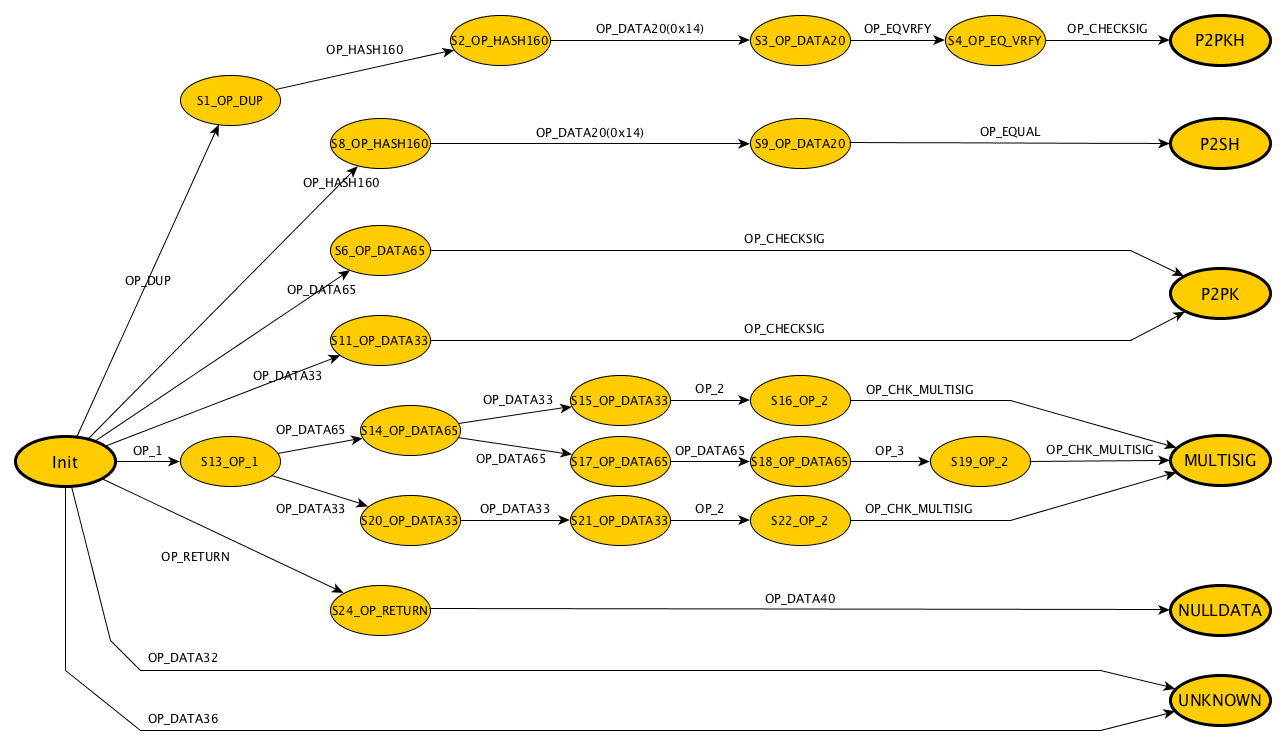 OP_HASH160
S2_OP_HASH160
OP_DATA20(0x14)
S3_OP_DATA20
OP_EQVRFY
S4_OP_EQ_VRFY
OP_CHECKSIG
P2PKH
S1_OP_DUP
OP_DUP
S8_OP_HASH160
OP_DATA20(0x14)
S9_OP_DATA20
OP_EQUAL
P2SH
OP_HASH160
S6_OP_DATA65
OP_CHECKSIG
OP_DATA65
P2PK
S11_OP_DATA33
OP_CHECKSIG
OP_DATA33
Init
OP_1
S13_OP_1
OP_DATA65
S14_OP_DATA65
OP_DATA33
S15_OP_DATA33
OP_2
S16_OP_2
OP_CHK_MULTISIG
OP_DATA65
S17_OP_DATA65
OP_DATA65
S18_OP_DATA65
OP_3
S19_OP_2
OP_CHK_MULTISIG
MULTISIG
OP_DATA33
S20_OP_DATA33
OP_DATA33
S21_OP_DATA33
OP_2
S22_OP_2
OP_CHK_MULTISIG
OP_RETURN
S24_OP_RETURN
OP_DATA40
NULLDATA
OP_DATA32
UNKNOWN
OP_DATA36